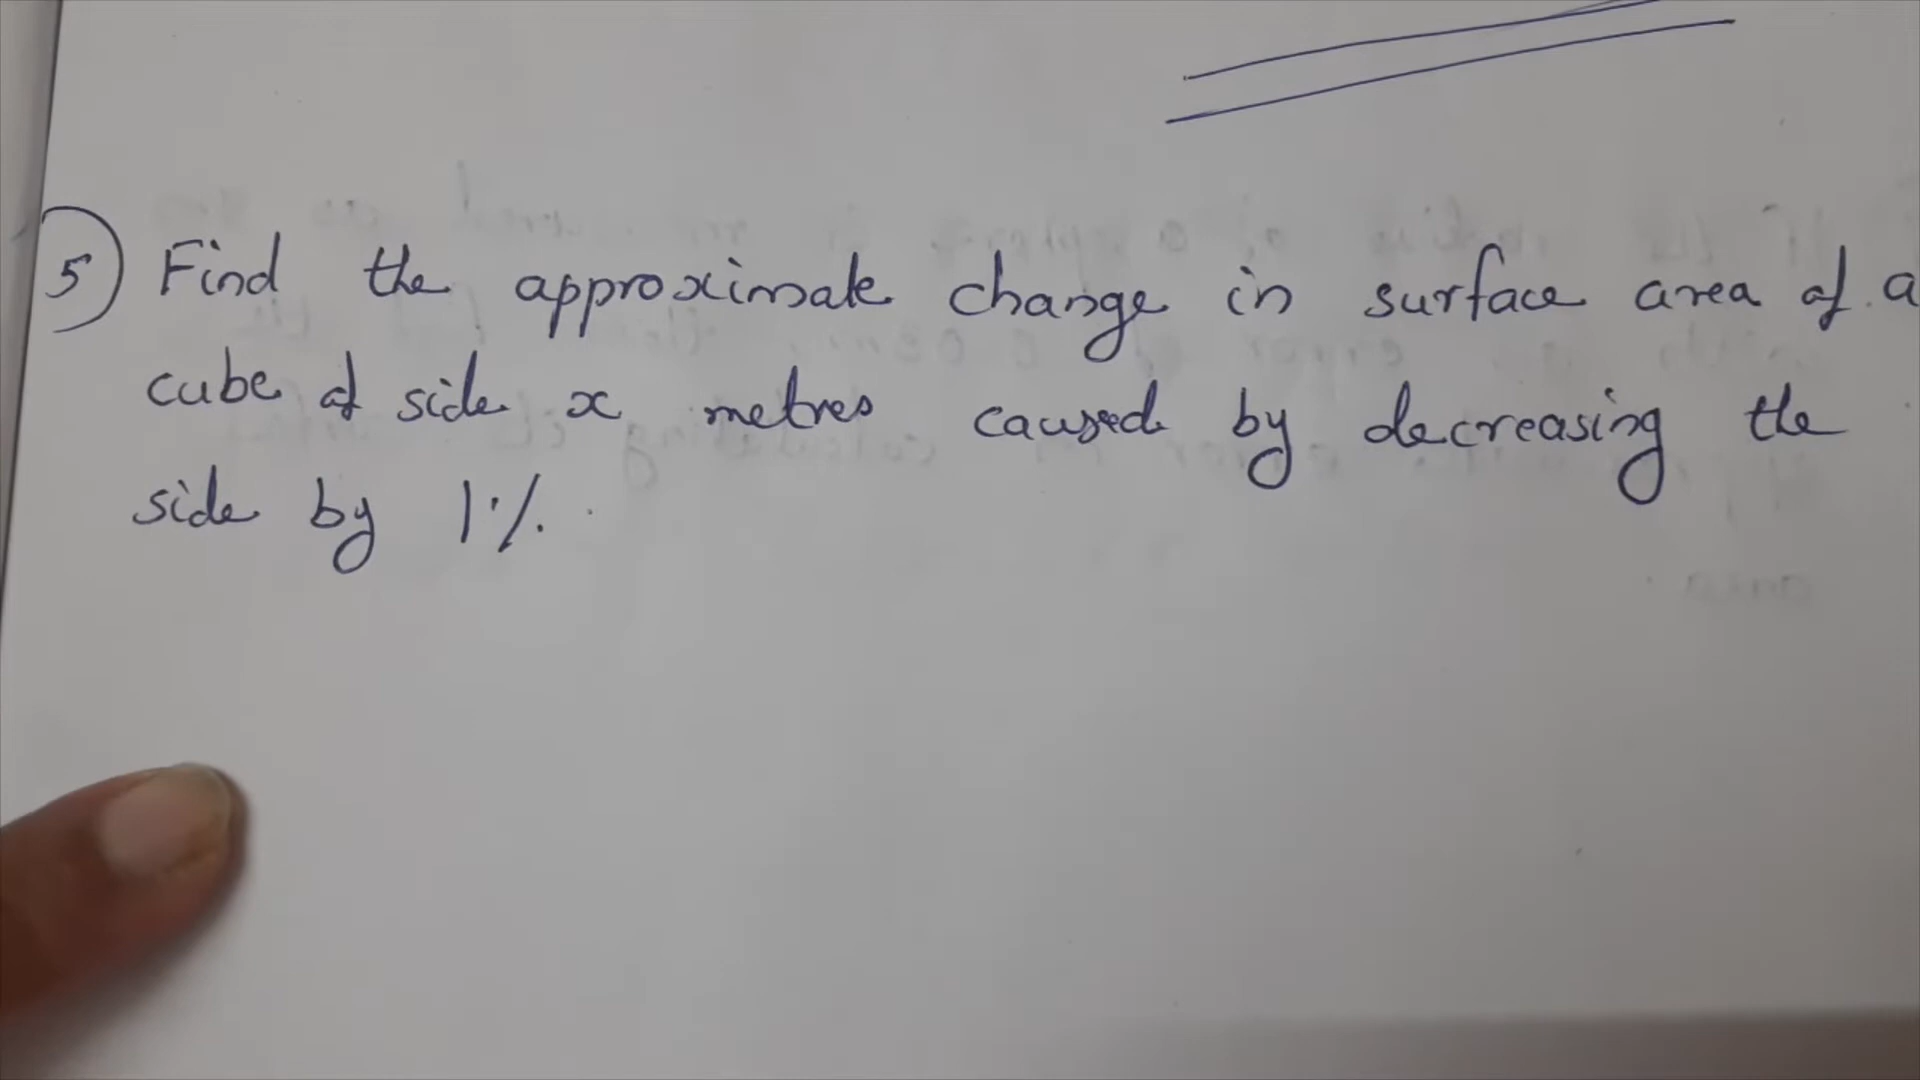 5) Find the approximate change in surface area of a
cube of side x metres caused by decreasing the
side by 1%.